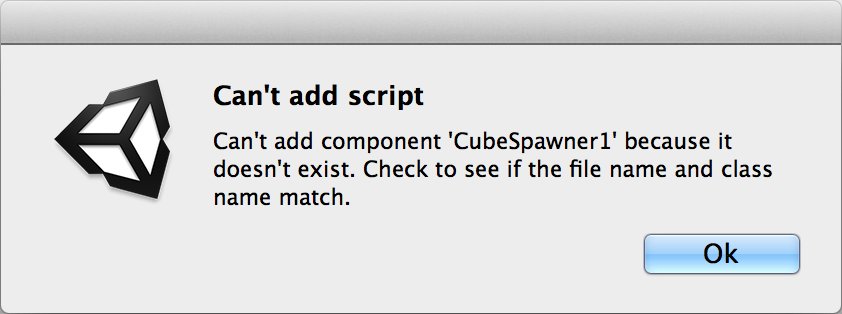 Can't add script
Can't add component 'CubeSpawner1' because it
doesn't exist. Check to see if the file name and class
name match.
Ok